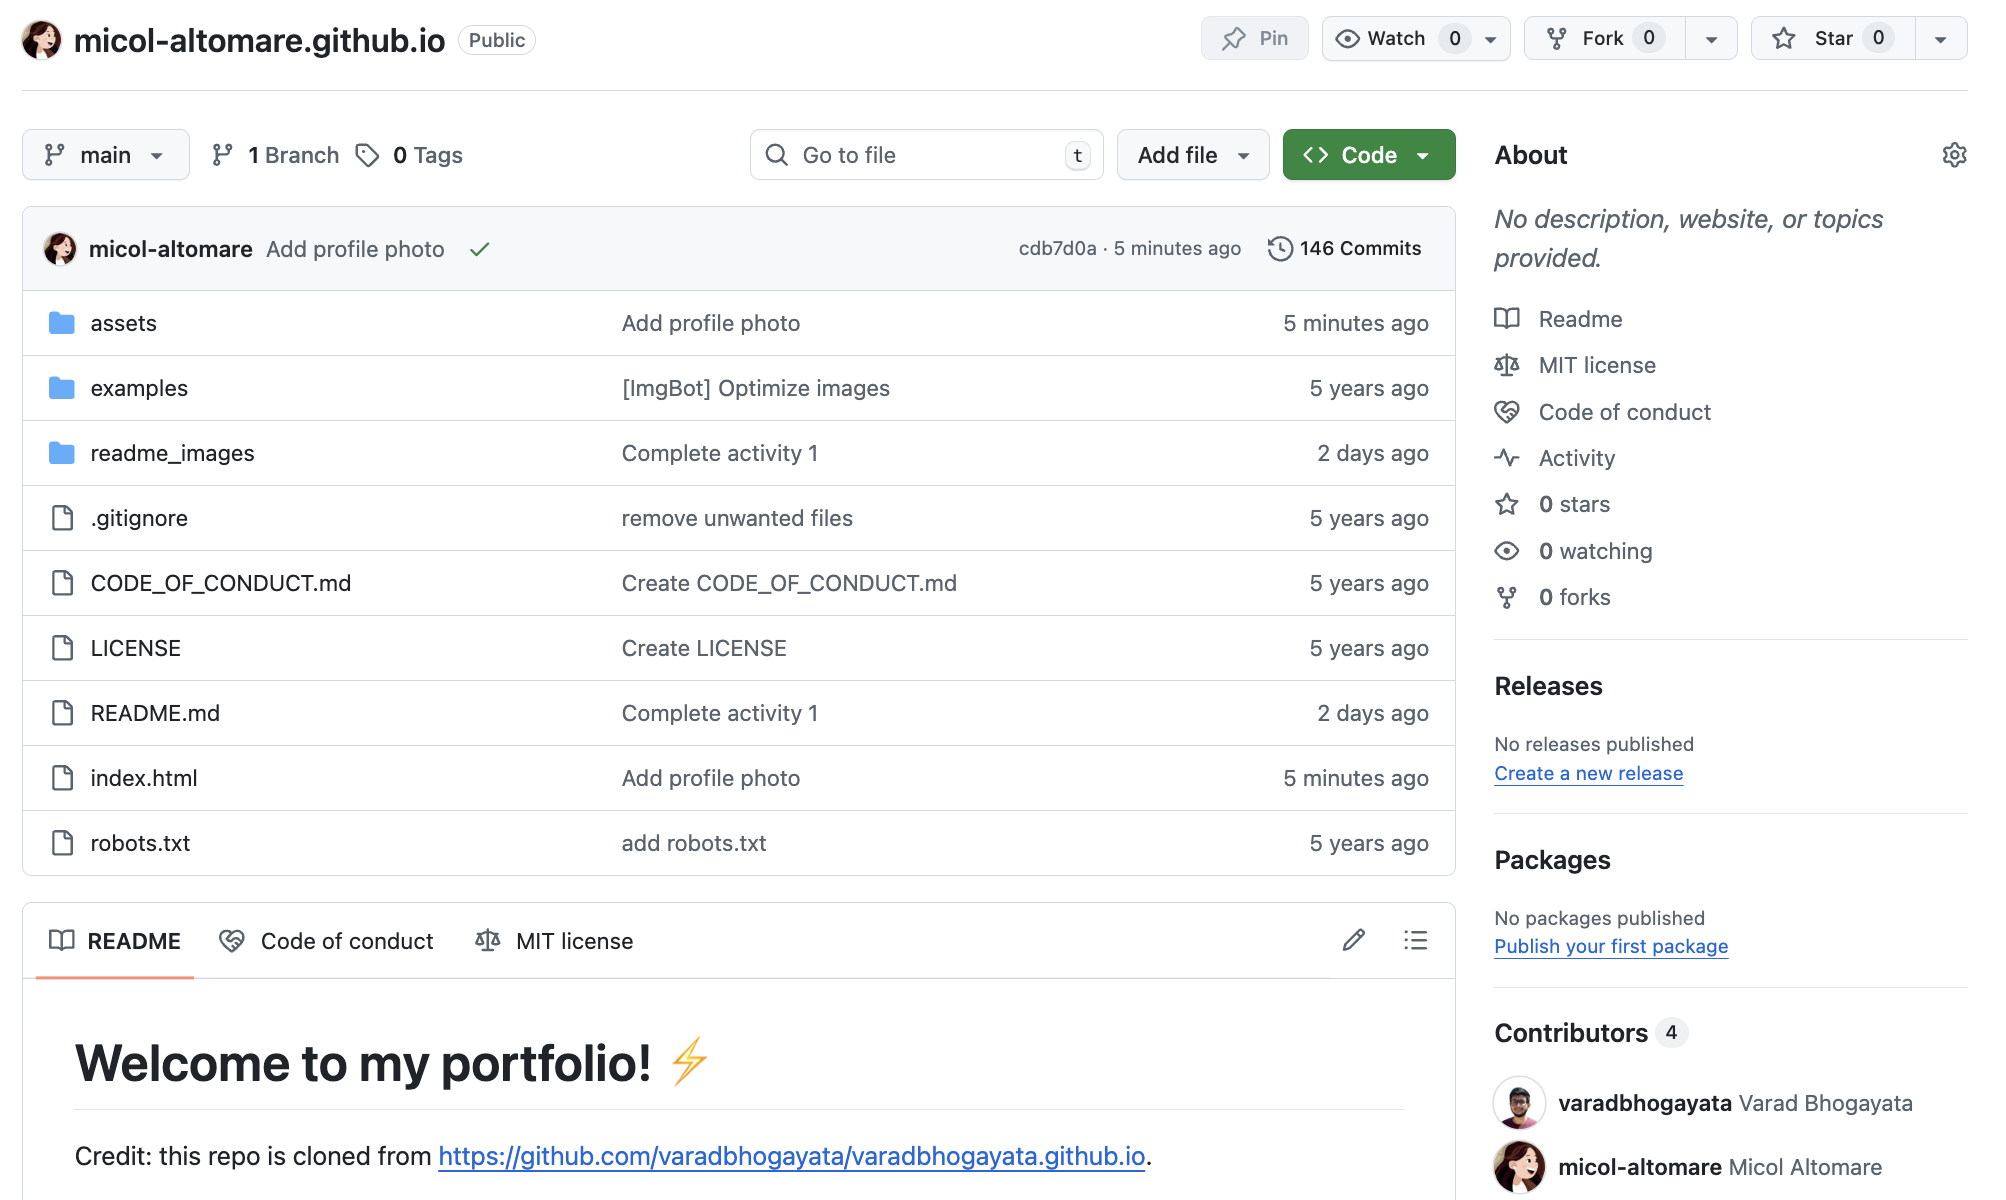 micol-altomare.github.io Public Pin Watch 0 Fork 0 Star 0
main 1 Branch 0 Tags Go to file t Add file Code
micol-altomare Add profile photo cdb7d0a · 5 minutes ago 146 Commits
assets Add profile photo 5 minutes ago
examples [ImgBot] Optimize images 5 years ago
readme_images Complete activity 1 2 days ago
.gitignore remove unwanted files 5 years ago
CODE_OF_CONDUCT.md Create CODE_OF_CONDUCT.md 5 years ago
LICENSE Create LICENSE 5 years ago
README.md Complete activity 1 2 days ago
index.html Add profile photo 5 minutes ago
robots.txt add robots.txt 5 years ago
README Code of conduct MIT license
Welcome to my portfolio! ⚡
Credit: this repo is cloned from https://github.com/varadbhogayata/varadbhogayata.github.io.
About
No description, website, or topics
provided.
Readme
MIT license
Code of conduct
Activity
0 stars
0 watching
0 forks
Releases
No releases published
Create a new release
Packages
No packages published
Publish your first package
Contributors 4
varadbhogayata Varad Bhogayata
micol-altomare Micol Altomare